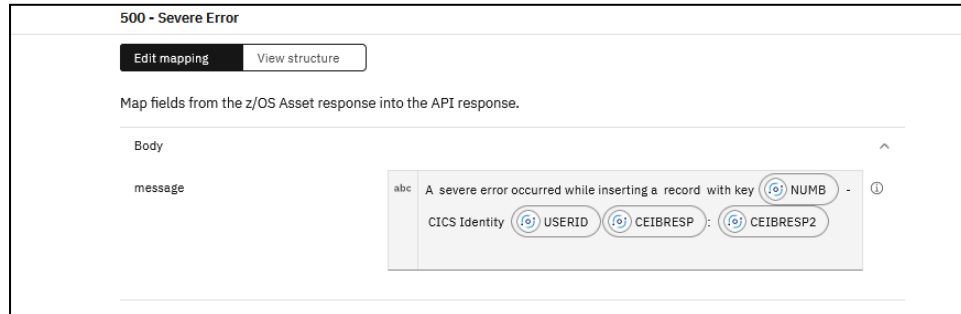 500 - Severe Error
Edit mapping View structure
Map fields from the z/OS Asset response into the API response.
Body
message abc A severe error occurred while inserting a record with key NUMB -
CICS Identity USERID CEIBRESP : CEIBRESP2